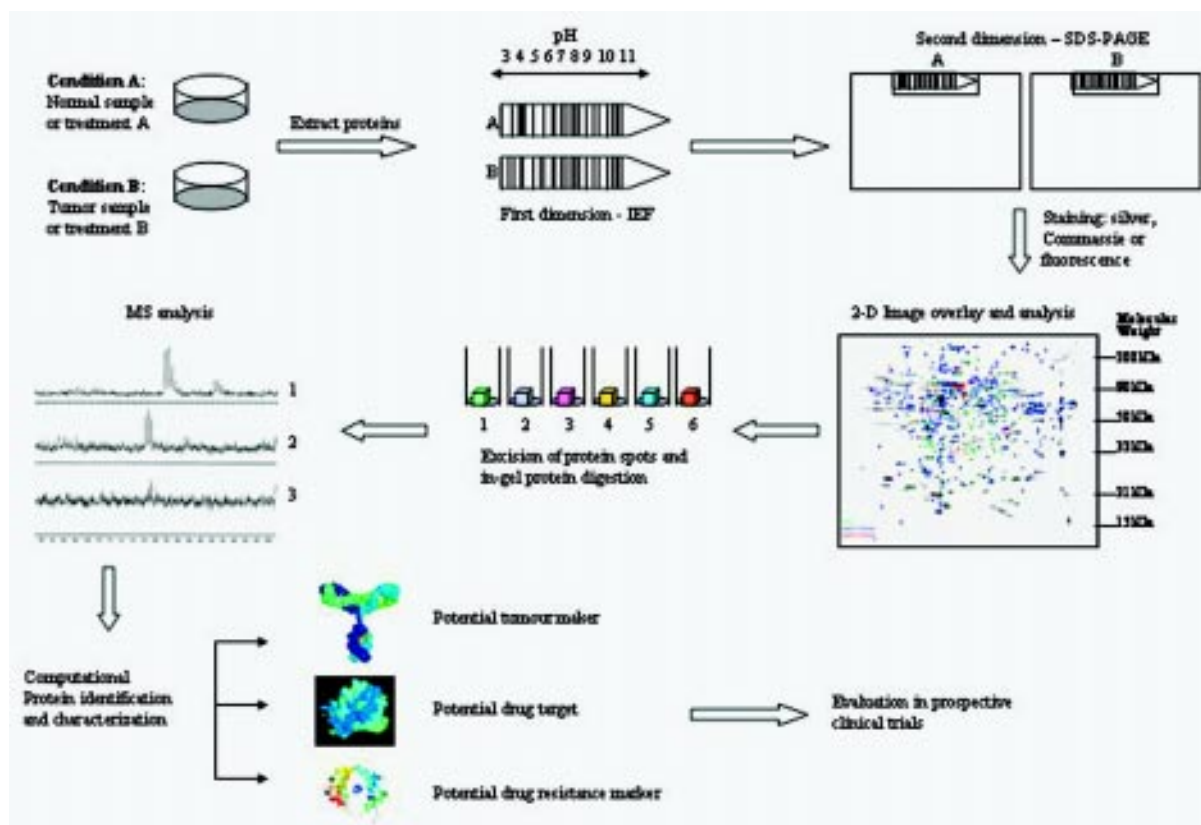 Condition A:
Normal sample
or treatment A
Extract proteins
pH
3 4 5 6 7 8 9 10 11
A
B
First dimension - IEF
Second dimension – SDS-PAGE
A
B
Condition B:
Tumor sample
or treatment B
Staining: silver,
Commassie or
fluorescence
MS analysis
1
2
3
1 2 3 4 5 6
Excision of protein spots and
in-gel protein digestion
2-D Image overlay and analysis
Molecular
Weight
Computational
Protein identification
and characterization
Potential tumour maker
Potential drug target
Potential drug resistance marker
Evaluation in prospective
clinical trials